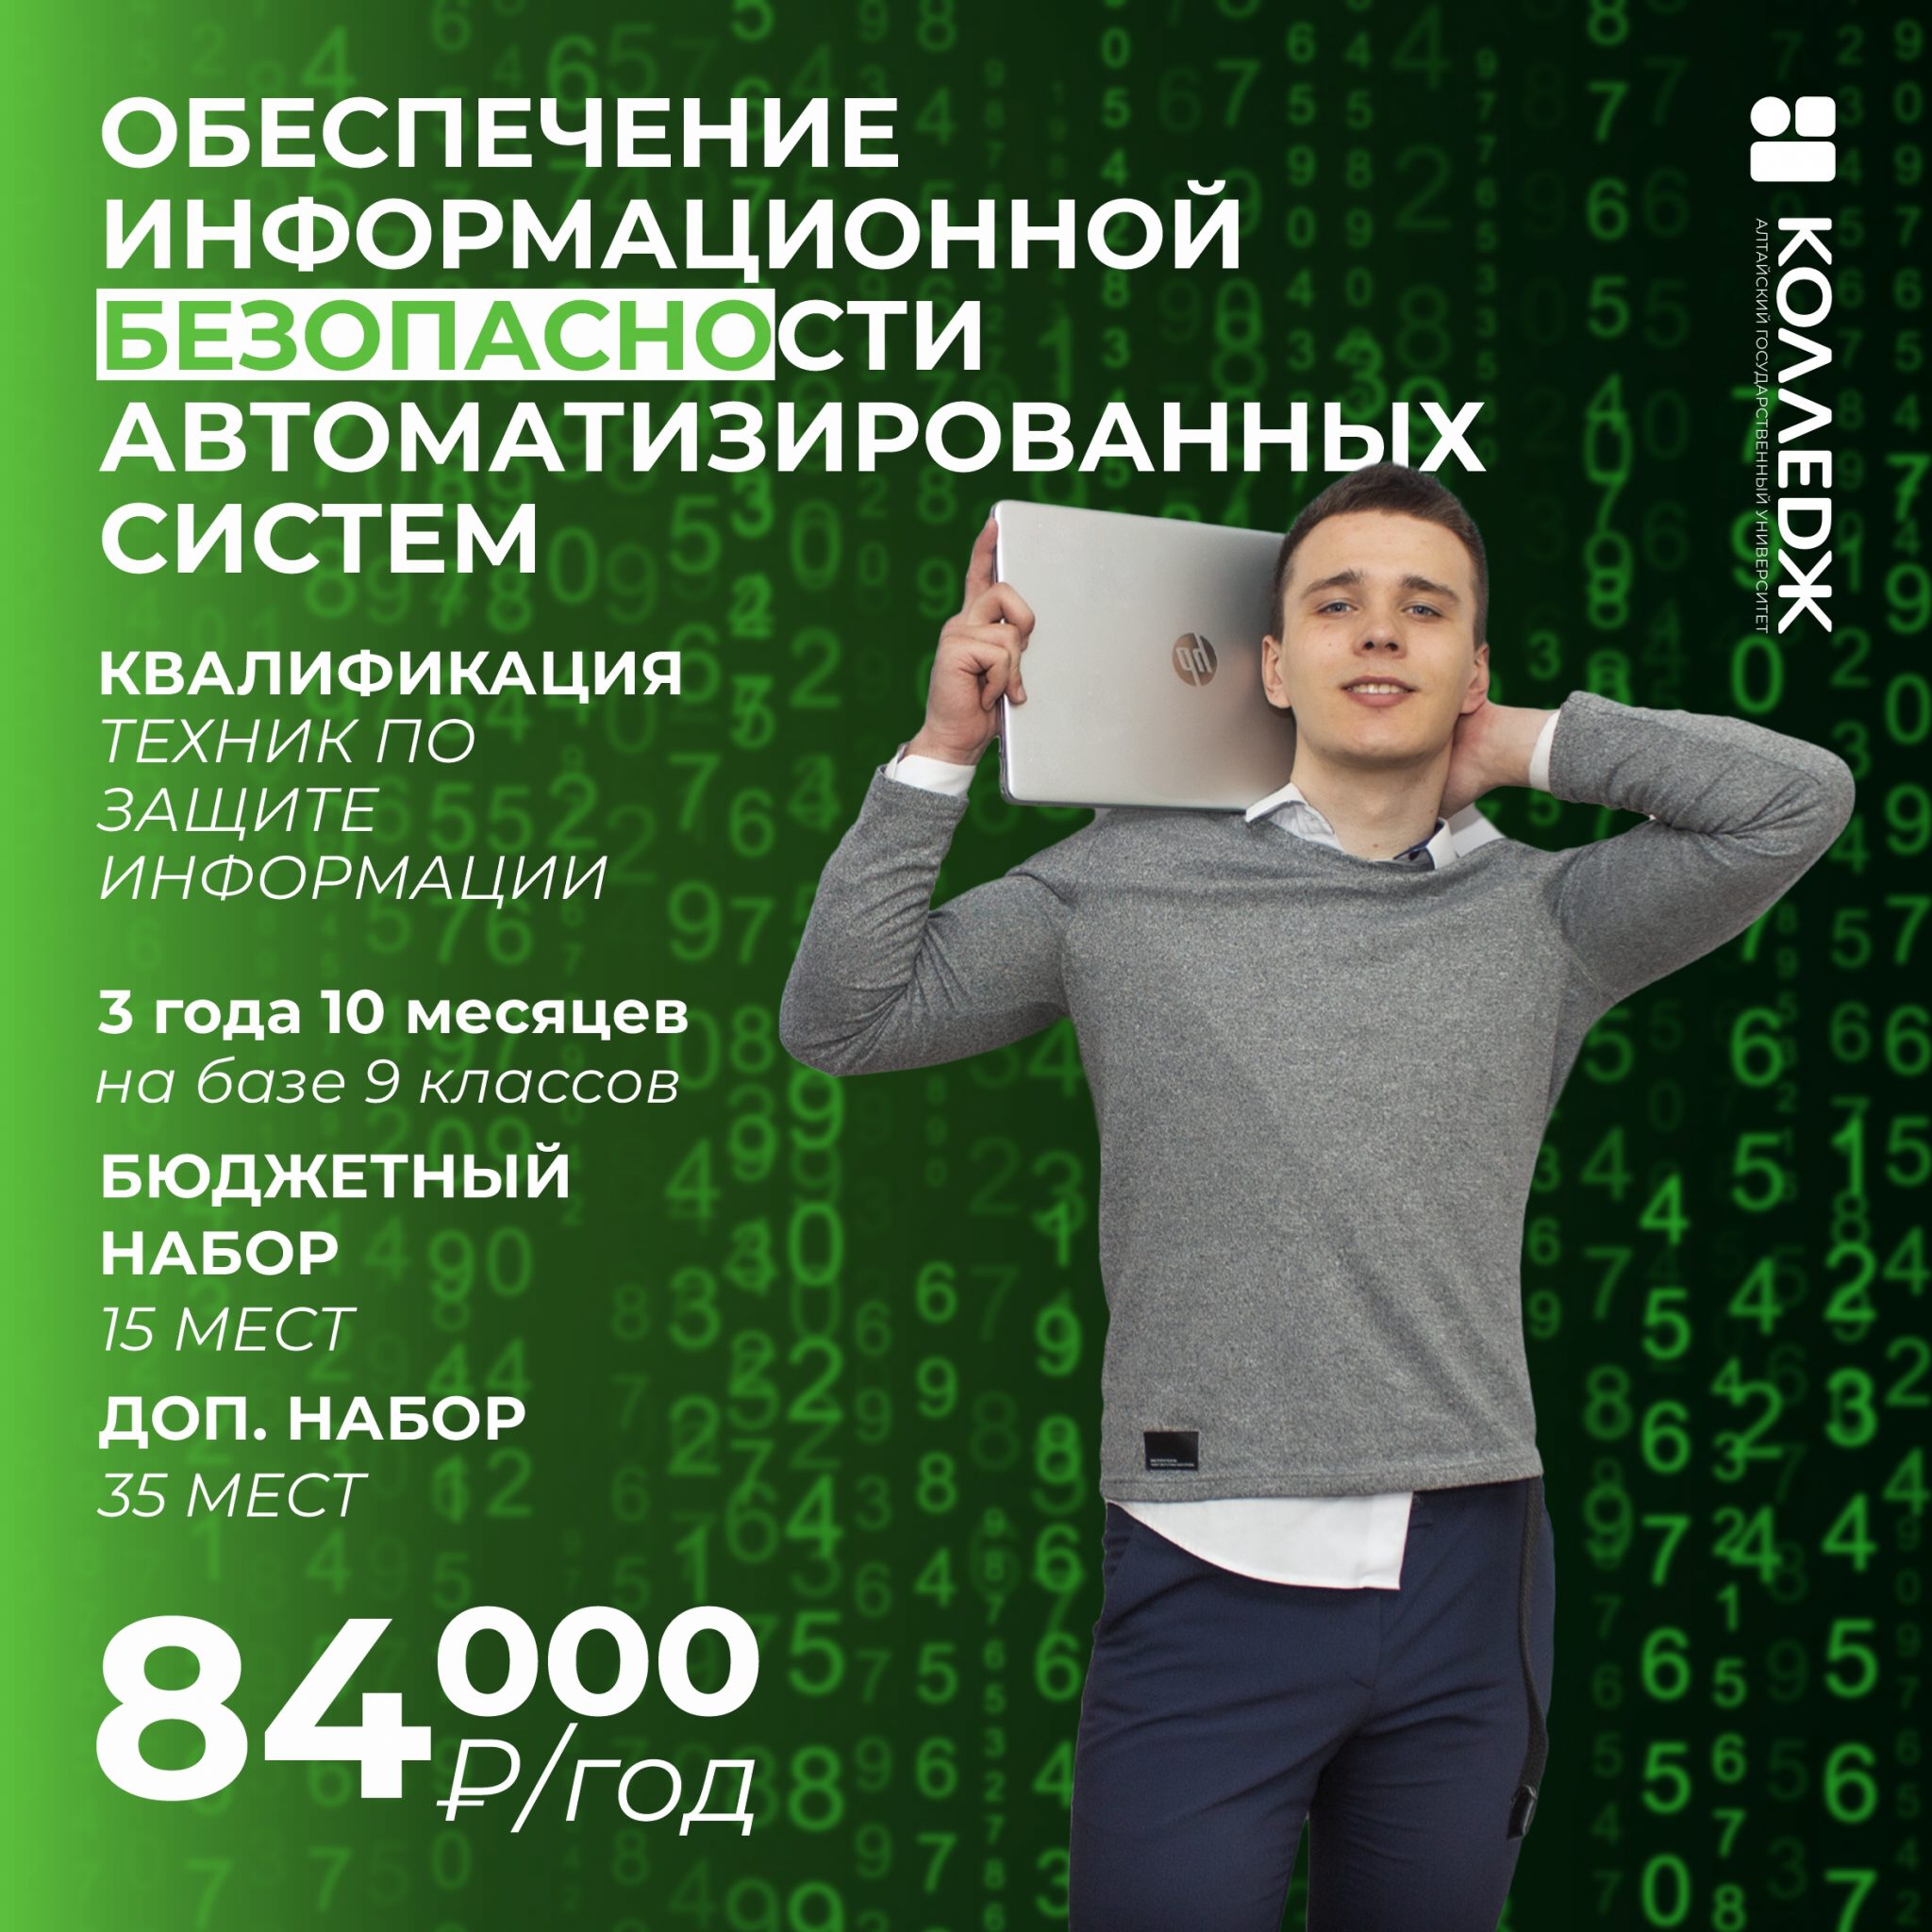 ОБЕСПЕЧЕНИЕ
ИНФОРМАЦИОННОЙ
БЕЗОПАСНОСТИ
АВТОМАТИЗИРОВАННЫХ
СИСТЕМ
КВАЛИФИКАЦИЯ
ТЕХНИК ПО
ЗАЩИТЕ
ИНФОРМАЦИИ
3 года 10 месяцев
на базе 9 классов
БЮДЖЕТНЫЙ
НАБОР
15 МЕСТ
ДОП. НАБОР
35 МЕСТ
84 000
₽/год
КОЛЛЕДЖ
АЛТАЙСКИЙ ГОСУДАРСТВЕННЫЙ УНИВЕРСИТЕТ
hp